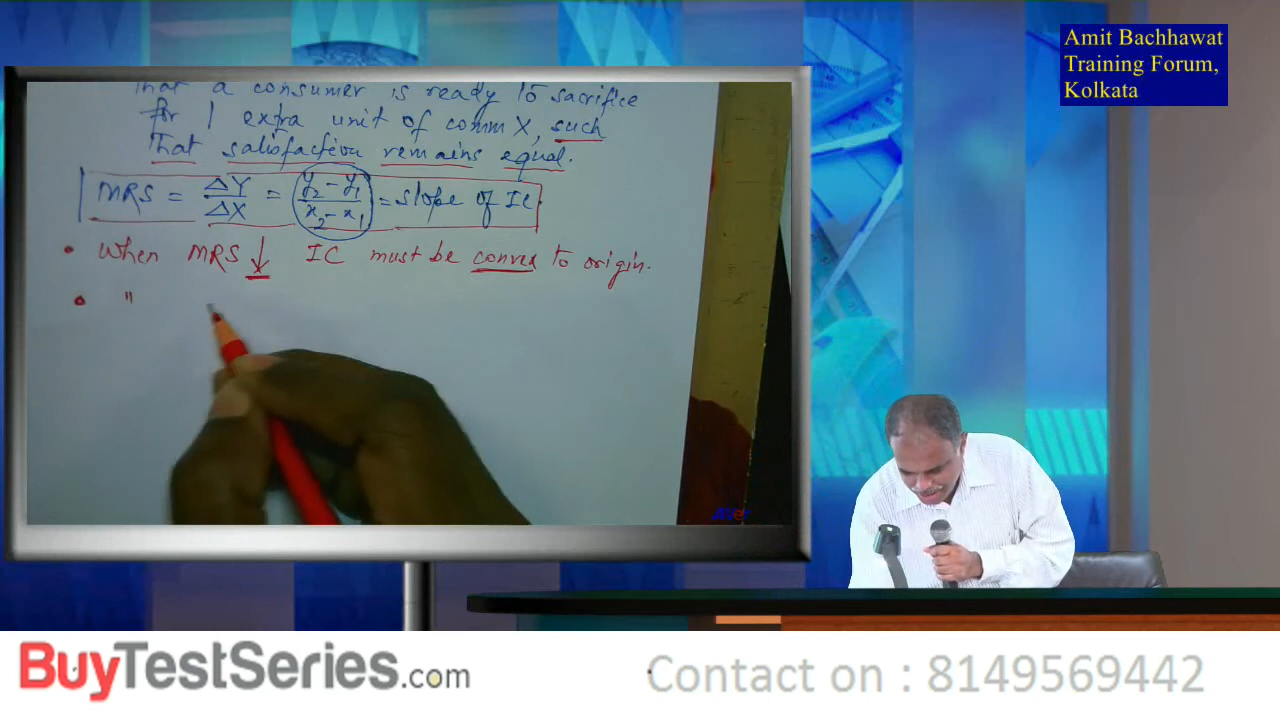 Amit Bachhawat
Training Forum,
Kolkata
that a consumer is ready to sacrifice
for 1 extra unit of comm X, such
that satisfaction remains equal.
MRS = ΔY/ΔX = (y₂ - y₁)/(x₂ - x₁) = slope of IC
• When MRS ↓ IC must be convex to origin.
• "
BuyTestSeries.com
Contact on : 8149569442